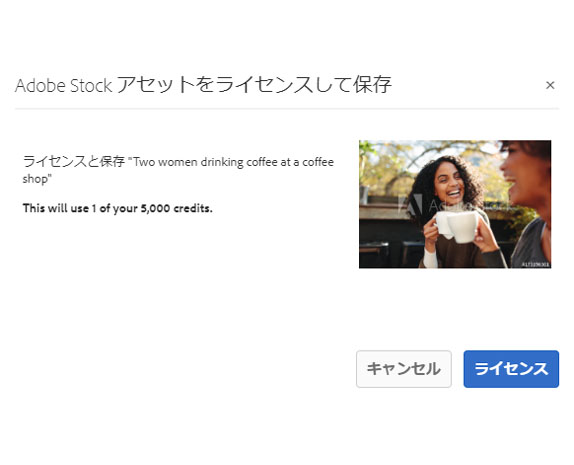 Adobe Stock アセットをライセンスして保存
×
ライセンスと保存 "Two women drinking coffee at a coffee
shop"
This will use 1 of your 5,000 credits.
キャンセル
ライセンス